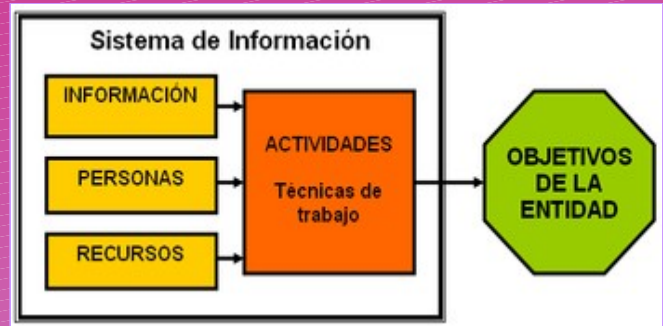 Sistema de Información
INFORMACIÓN
PERSONAS
RECURSOS
ACTIVIDADES
Técnicas de
trabajo
OBJETIVOS
DE LA
ENTIDAD